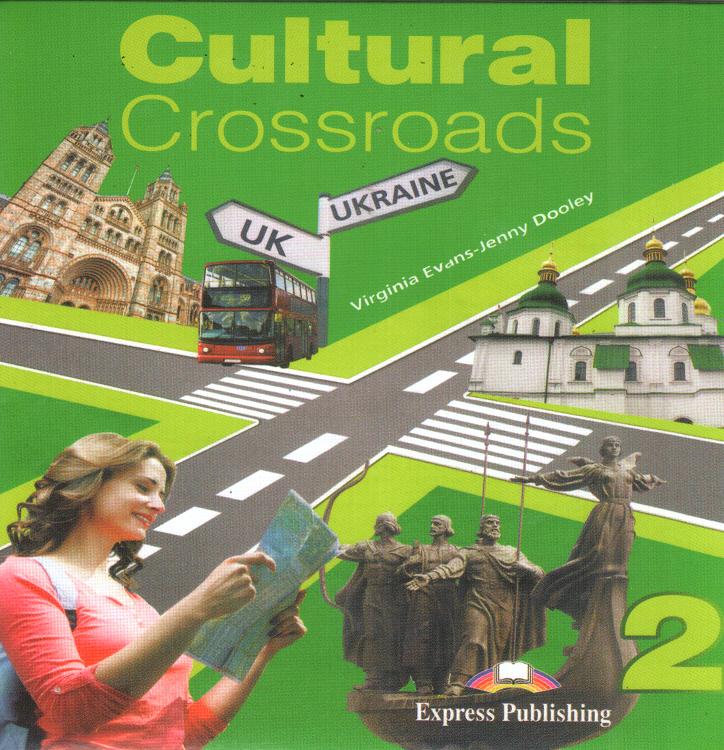 Cultural
Crossroads
UKRAINE
UK
Virginia Evans-Jenny Dooley
2
Express Publishing